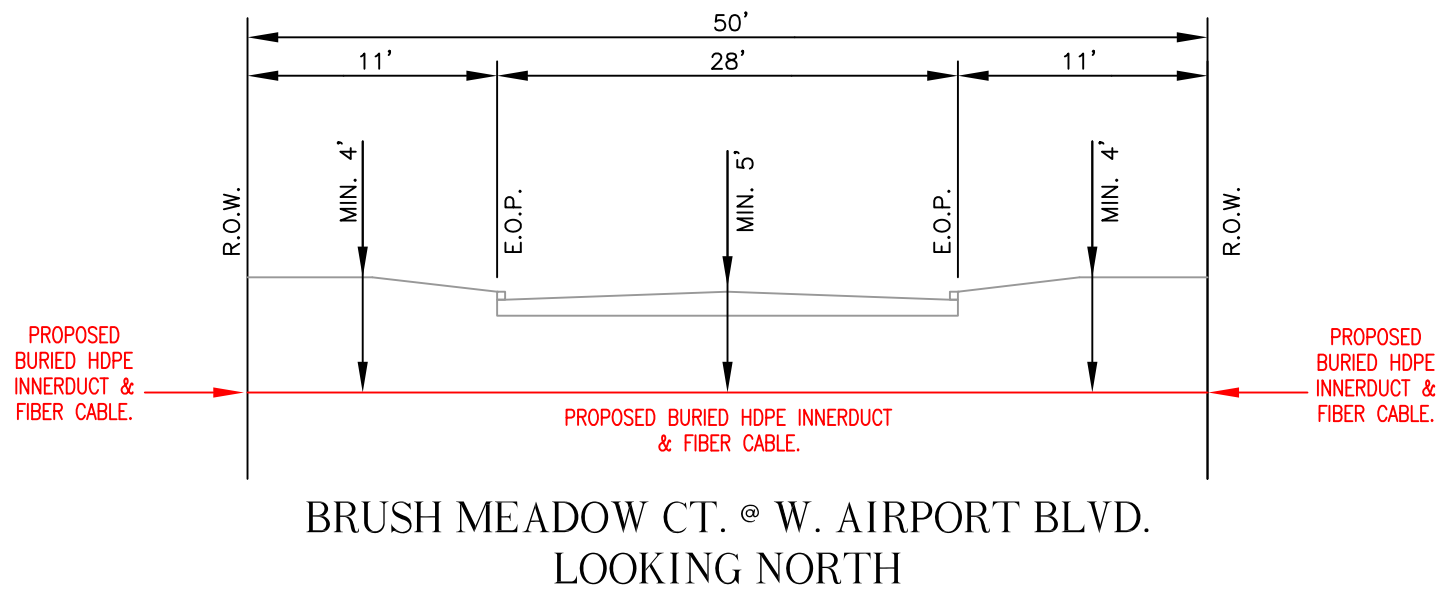 50'
11'
28'
11'
R.O.W.
MIN. 4'
E.O.P.
MIN. 5'
E.O.P.
MIN. 4'
R.O.W.
PROPOSED
BURIED HDPE
INNERDUCT &
FIBER CABLE.
PROPOSED BURIED HDPE INNERDUCT
& FIBER CABLE.
PROPOSED
BURIED HDPE
INNERDUCT &
FIBER CABLE.
BRUSH MEADOW CT. @ W. AIRPORT BLVD.
LOOKING NORTH